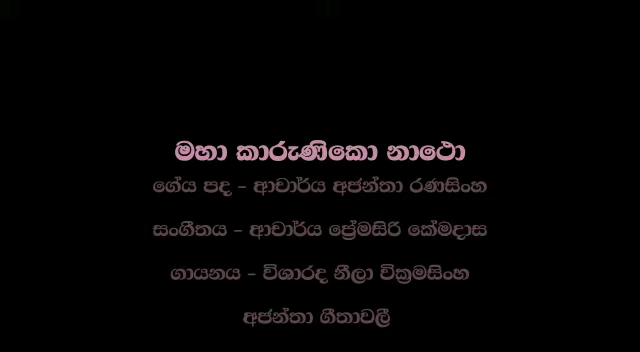 මහා කාරුණිකො නාථො
ගේය පද – ආචාර්ය අජන්තා රණසිංහ
සංගීතය – ආචාර්ය ප්‍රේමසිරි කේමදාස
ගායනය – විශාරද නීලා වික්‍රමසිංහ
අජන්තා ගීතාවලී